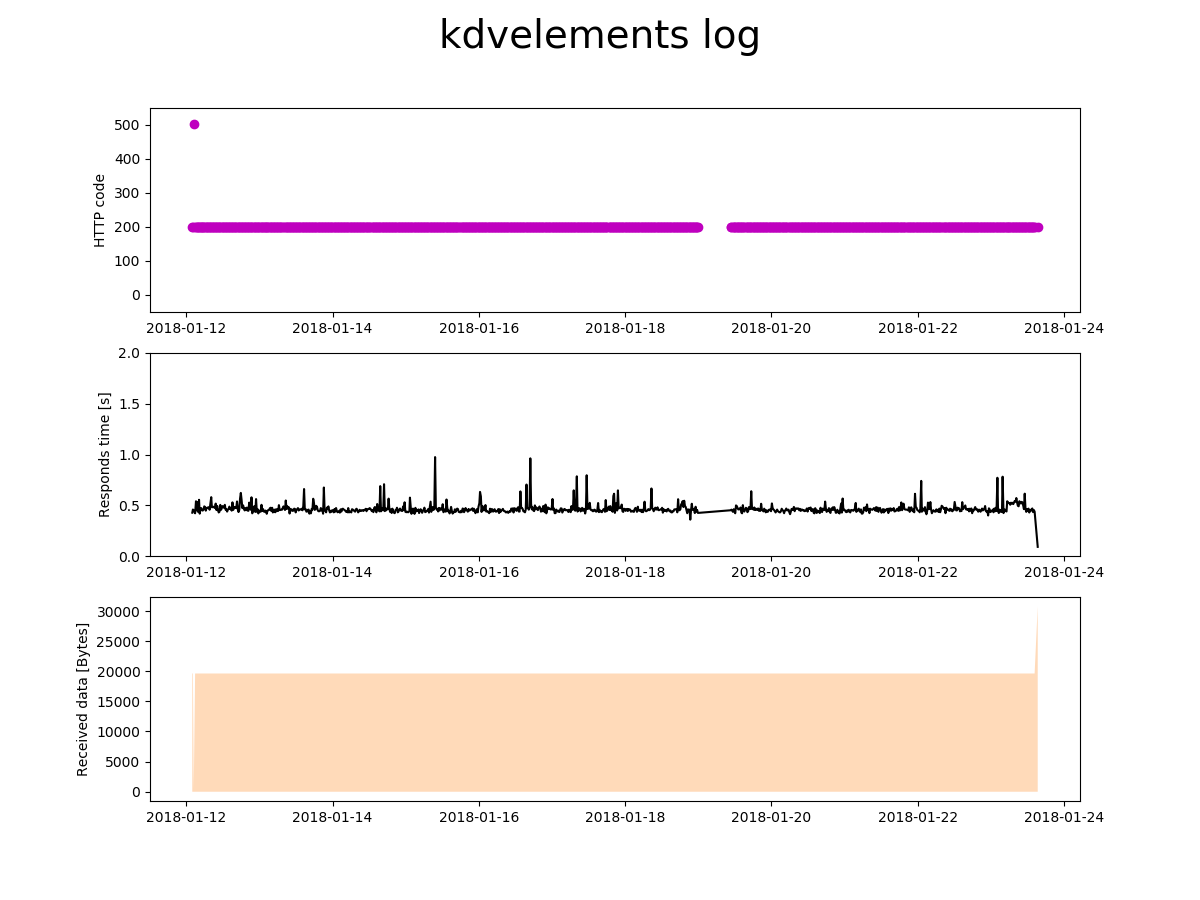 kdvelements log
HTTP code
500
400
300
200
100
0
2018-01-12 2018-01-14 2018-01-16 2018-01-18 2018-01-20 2018-01-22 2018-01-24
Responds time [s]
2.0
1.5
1.0
0.5
0.0
2018-01-12 2018-01-14 2018-01-16 2018-01-18 2018-01-20 2018-01-22 2018-01-24
Received data [Bytes]
30000
25000
20000
15000
10000
5000
0
2018-01-12 2018-01-14 2018-01-16 2018-01-18 2018-01-20 2018-01-22 2018-01-24